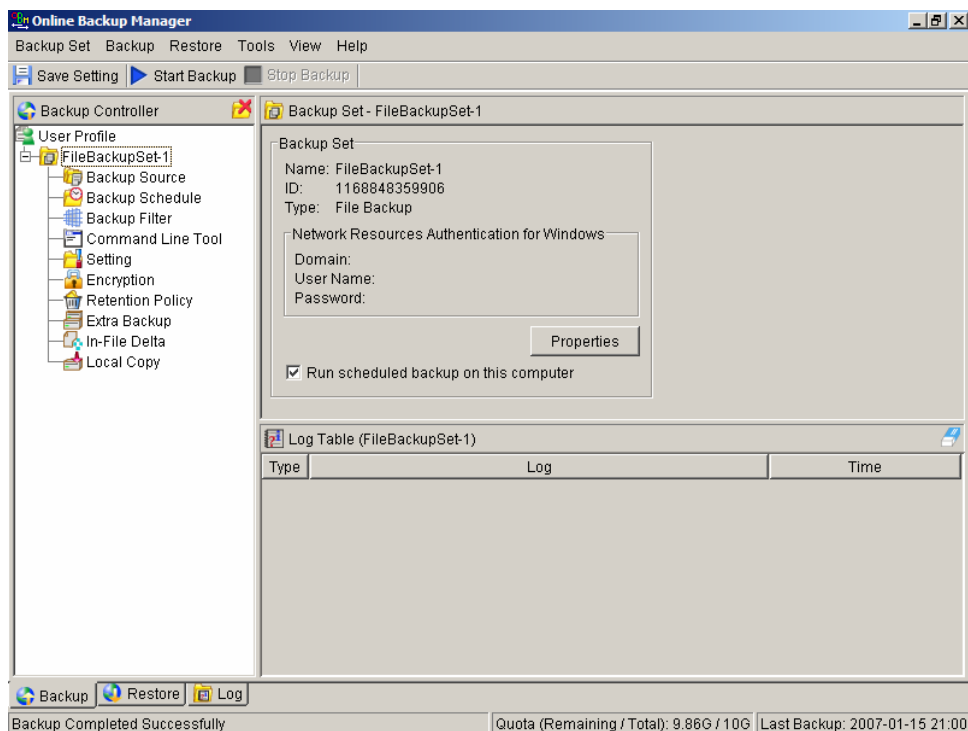 Online Backup Manager
Backup Set Backup Restore Tools View Help
Save Setting Start Backup Stop Backup
Backup Controller
User Profile
FileBackupSet-1
Backup Source
Backup Schedule
Backup Filter
Command Line Tool
Setting
Encryption
Retention Policy
Extra Backup
In-File Delta
Local Copy
Backup Set - FileBackupSet-1
Backup Set
Name: FileBackupSet-1
ID: 1168848359906
Type: File Backup
Network Resources Authentication for Windows
Domain:
User Name:
Password:
Properties
Run scheduled backup on this computer
Log Table (FileBackupSet-1)
Type Log Time
Backup Restore Log
Backup Completed Successfully Quota (Remaining / Total): 9.86G / 10G Last Backup: 2007-01-15 21:00